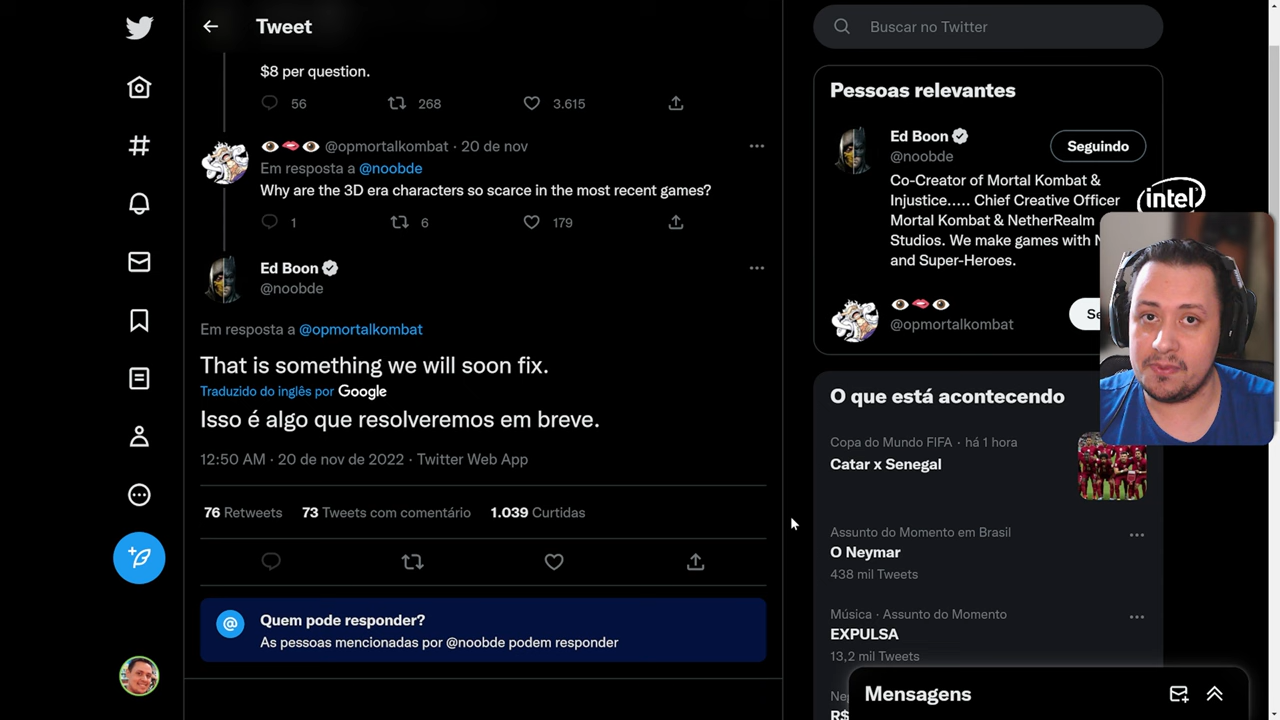 Tweet
$8 per question.
56 268 3.615
@opmortalkombat · 20 de nov
Em resposta a @noobde
Why are the 3D era characters so scarce in the most recent games?
1 6 179
Ed Boon
@noobde
Em resposta a @opmortalkombat
That is something we will soon fix.
Traduzido do inglês por Google
Isso é algo que resolveremos em breve.
12:50 AM · 20 de nov de 2022 · Twitter Web App
76 Retweets 73 Tweets com comentário 1.039 Curtidas
@
Quem pode responder?
As pessoas mencionadas por @noobde podem responder
Buscar no Twitter
Pessoas relevantes
Ed Boon
@noobde
Seguindo
Co-Creator of Mortal Kombat &
Injustice..... Chief Creative Officer
Mortal Kombat & NetherRealm
Studios. We make games with
and Super-Heroes.
@opmortalkombat
Se
intel
O que está acontecendo
Copa do Mundo FIFA · há 1 hora
Catar x Senegal
Assunto do Momento em Brasil
O Neymar
438 mil Tweets
Música · Assunto do Momento
EXPULSA
13,2 mil Tweets
Mensagens